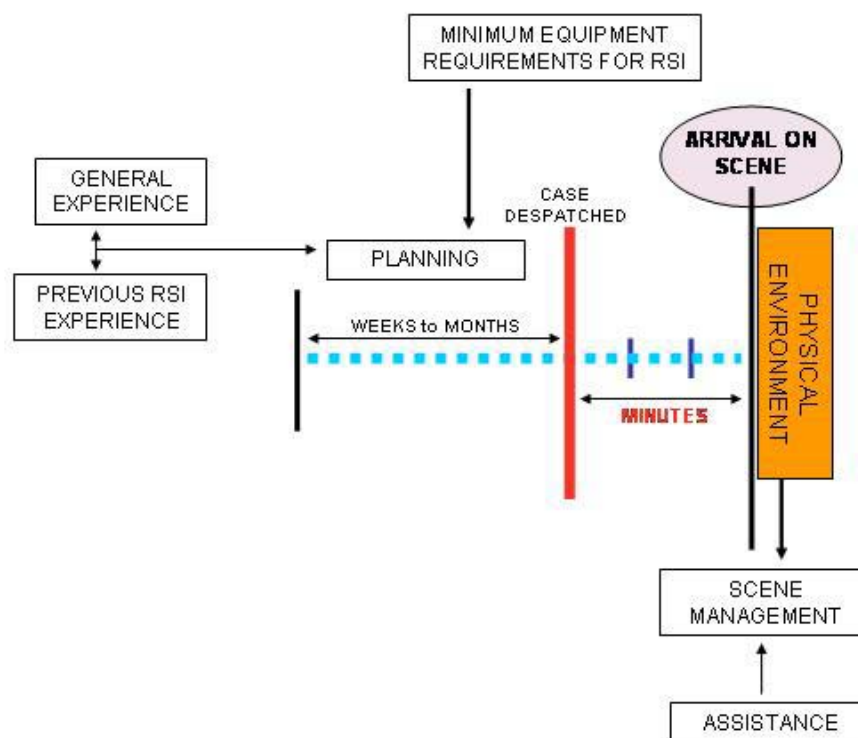 MINIMUM EQUIPMENT
REQUIREMENTS FOR RSI
ARRIVAL ON
SCENE
GENERAL
EXPERIENCE
CASE
DESPATCHED
PLANNING
PREVIOUS RSI
EXPERIENCE
WEEKS to MONTHS
MINUTES
PHYSICAL
ENVIRONMENT
SCENE
MANAGEMENT
ASSISTANCE